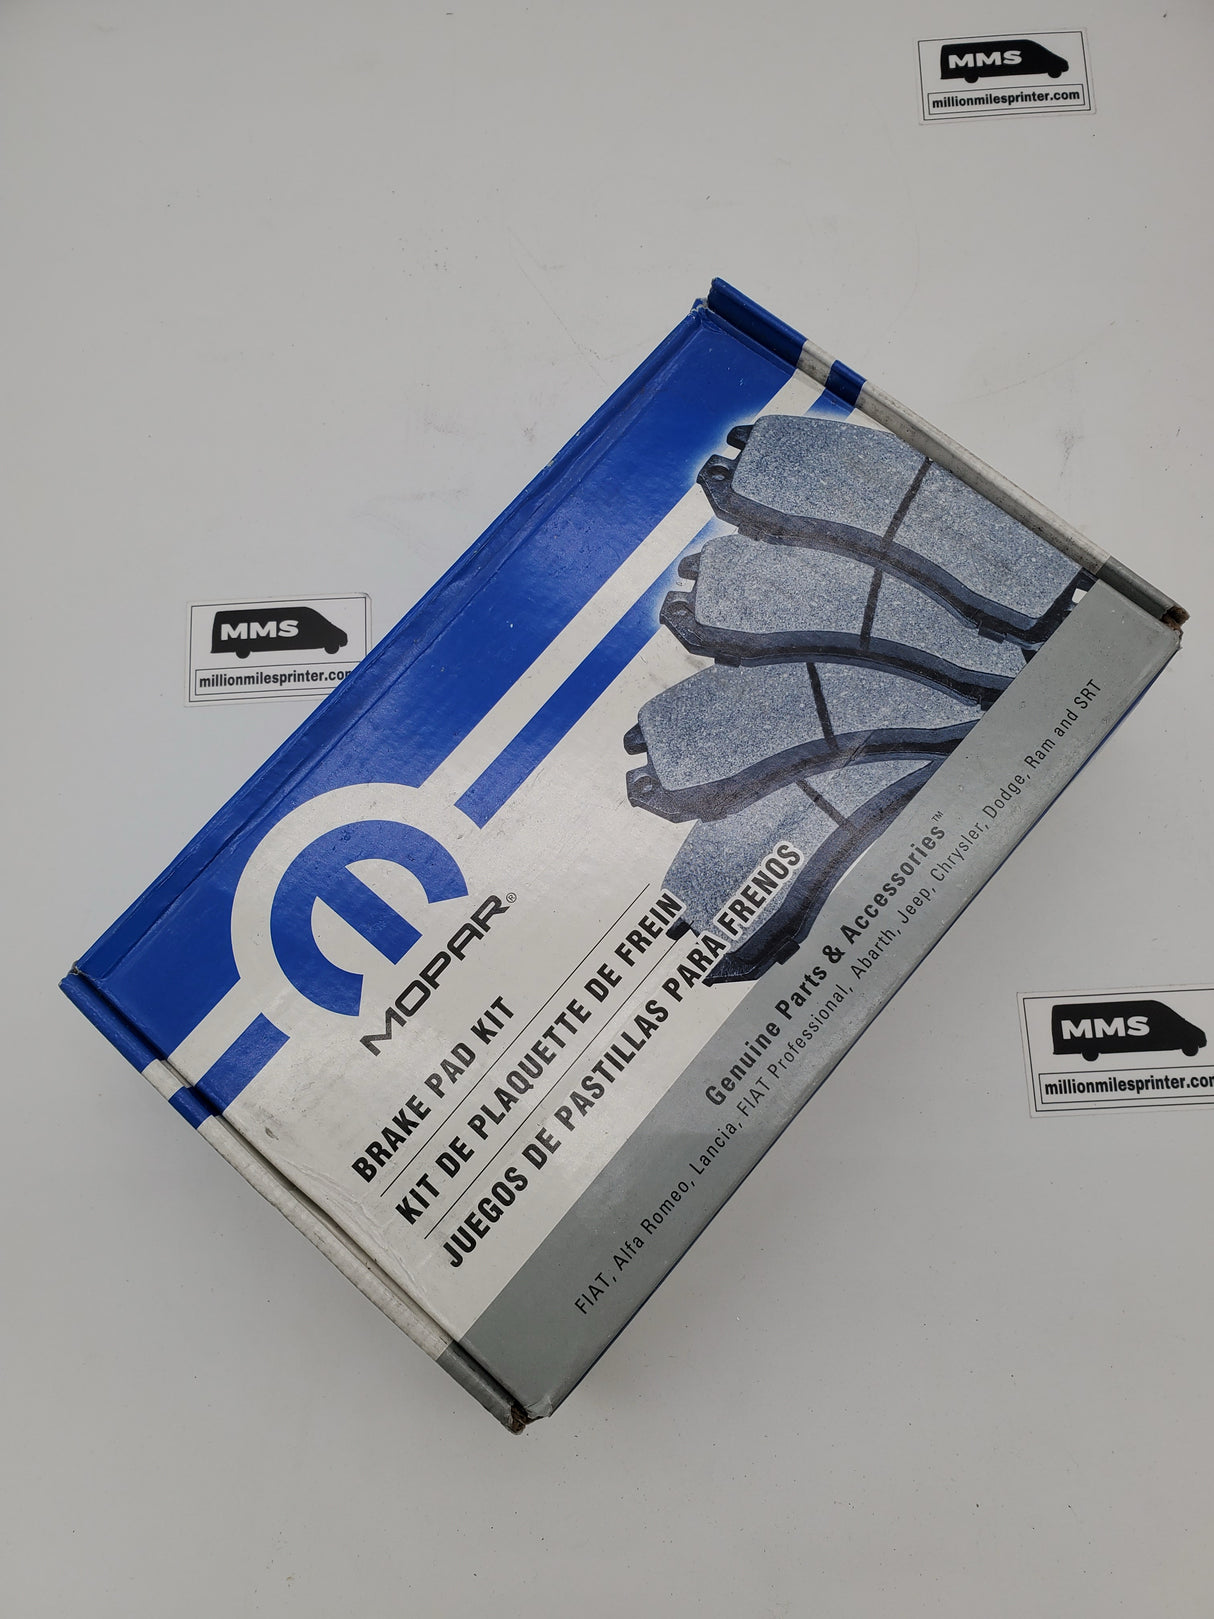 MMS
millionmilesprinter.com
MMS
millionmilesprinter.co
MOPAR®
BRAKE PAD KIT
KIT DE PLAQUETTE DE FREIN
JUEGOS DE PASTILLAS PARA FRENOS
Genuine Parts & Accessories™
FIAT, Alfa Romeo, Lancia, FIAT Professional, Abarth, Jeep, Chrysler, Dodge, Ram and SRT
MMS
millionmilesprinter.com